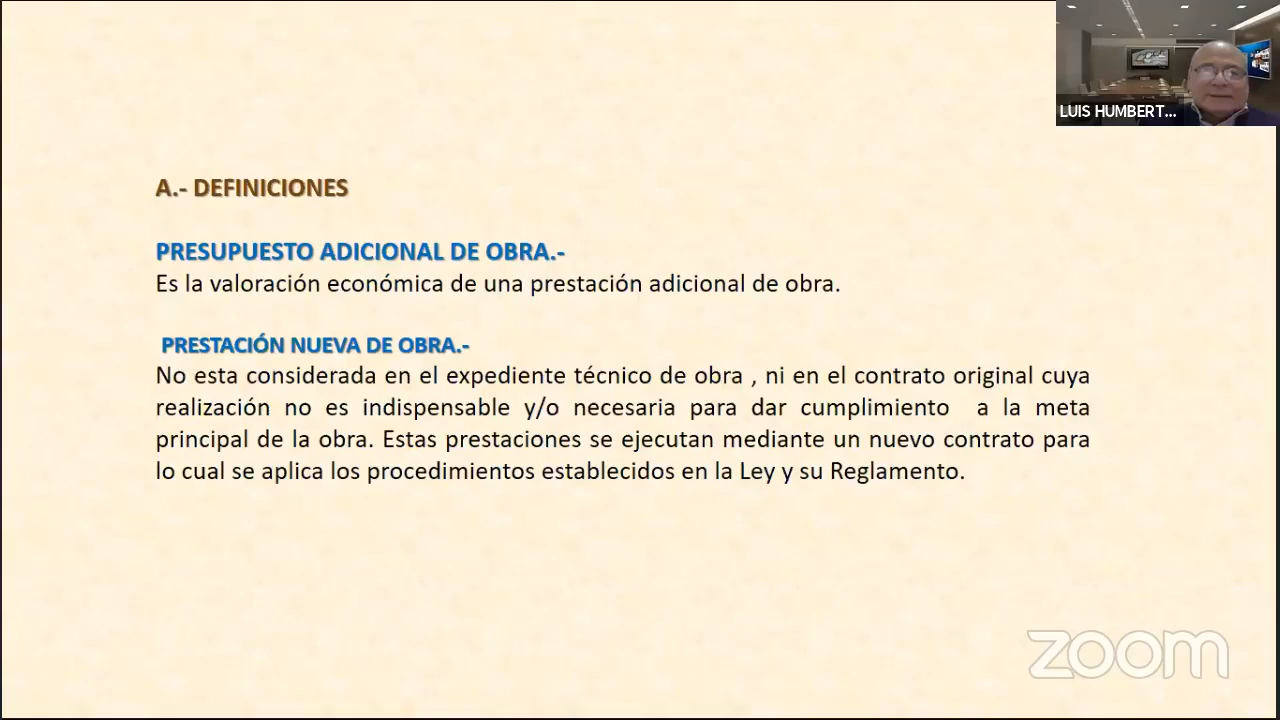 LUIS HUMBERT...
A.- DEFINICIONES
PRESUPUESTO ADICIONAL DE OBRA.-
Es la valoración económica de una prestación adicional de obra.
PRESTACIÓN NUEVA DE OBRA.-
No esta considerada en el expediente técnico de obra , ni en el contrato original cuya
realización no es indispensable y/o necesaria para dar cumplimiento a la meta
principal de la obra. Estas prestaciones se ejecutan mediante un nuevo contrato para
lo cual se aplica los procedimientos establecidos en la Ley y su Reglamento.
zoom